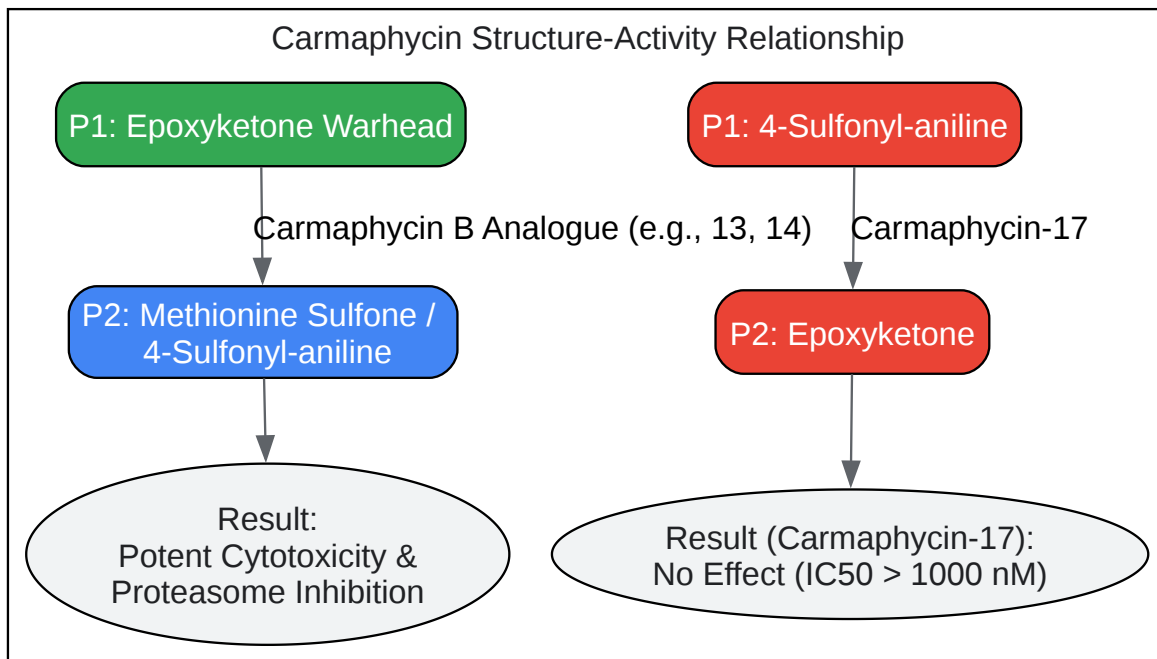 Carmaphycin Structure-Activity Relationship
P1: Epoxyketone Warhead
P1: 4-Sulfonyl-aniline
Carmaphycin B Analogue (e.g., 13, 14)
Carmaphycin-17
P2: Methionine Sulfone /
4-Sulfonyl-aniline
P2: Epoxyketone
Result:
Potent Cytotoxicity &
Proteasome Inhibition
Result (Carmaphycin-17):
No Effect (IC50 > 1000 nM)